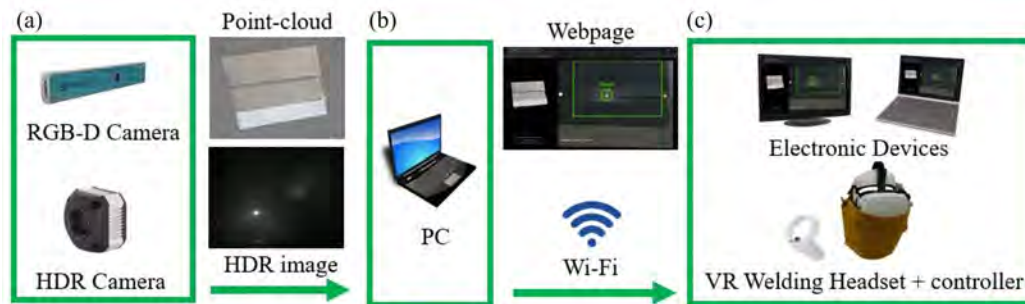 (a)
Point-cloud
RGB-D Camera
HDR Camera
HDR image
(b)
Webpage
PC
Wi-Fi
(c)
Electronic Devices
VR Welding Headset + controller